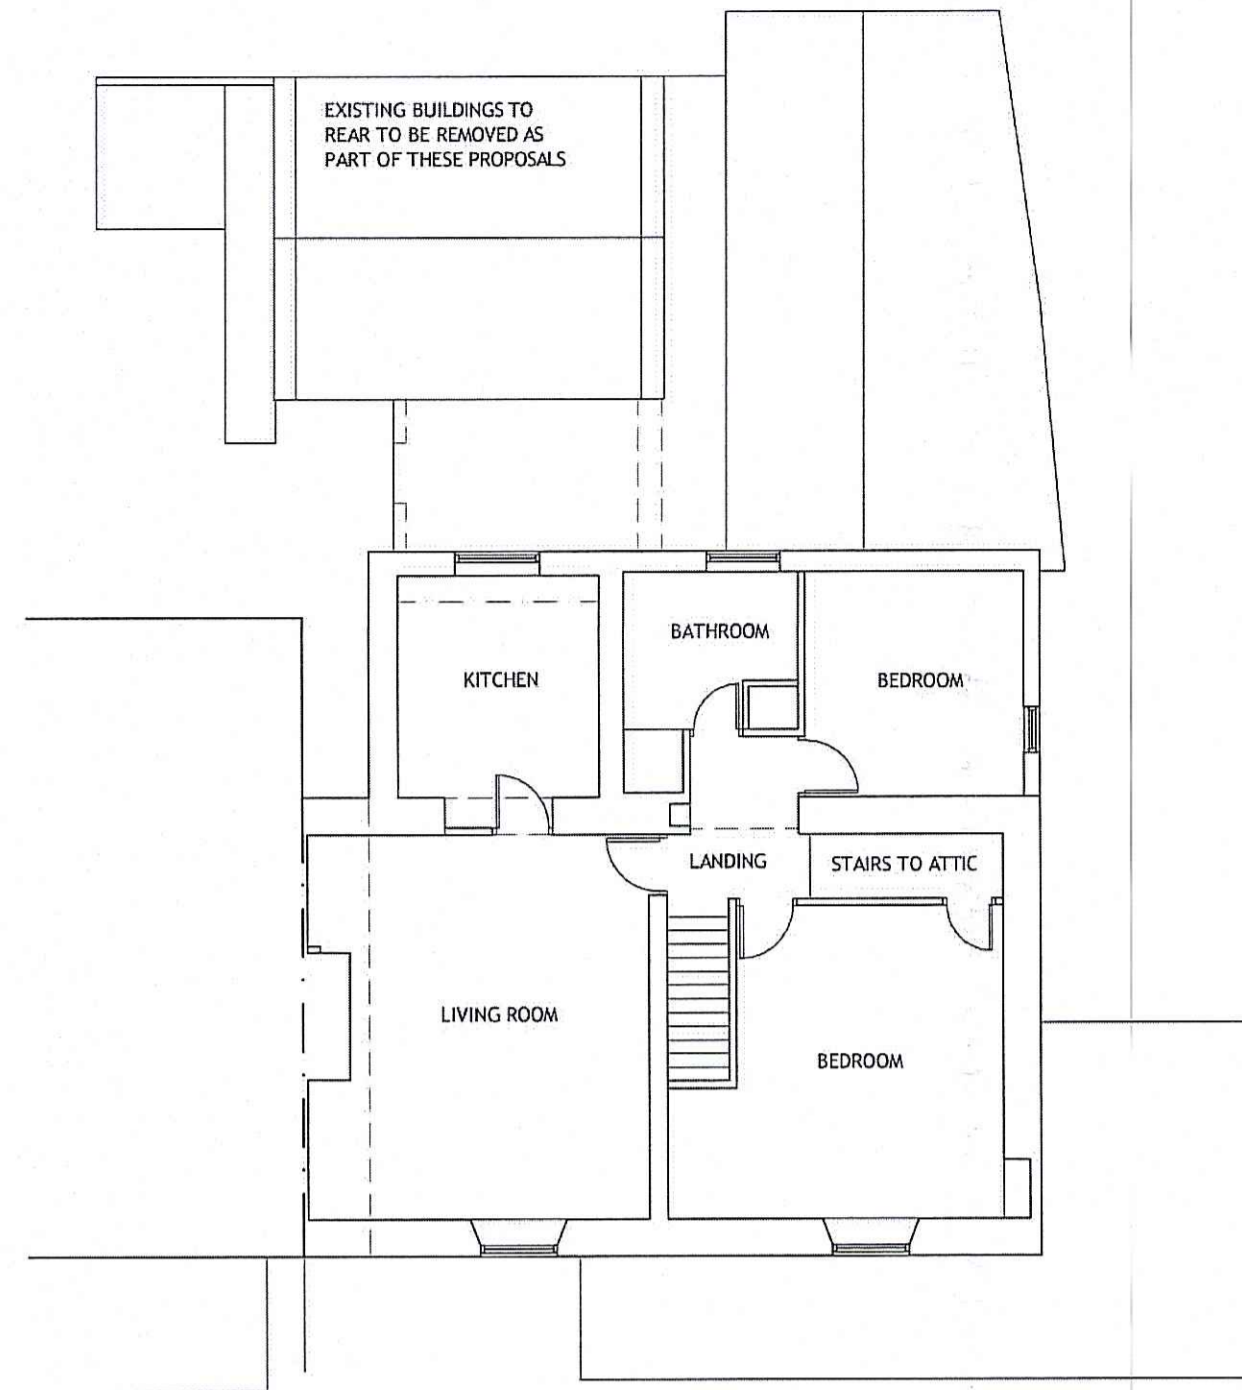 EXISTING BUILDINGS TO
REAR TO BE REMOVED AS
PART OF THESE PROPOSALS
BATHROOM
KITCHEN
BEDROOM
LANDING
STAIRS TO ATTIC
LIVING ROOM
BEDROOM